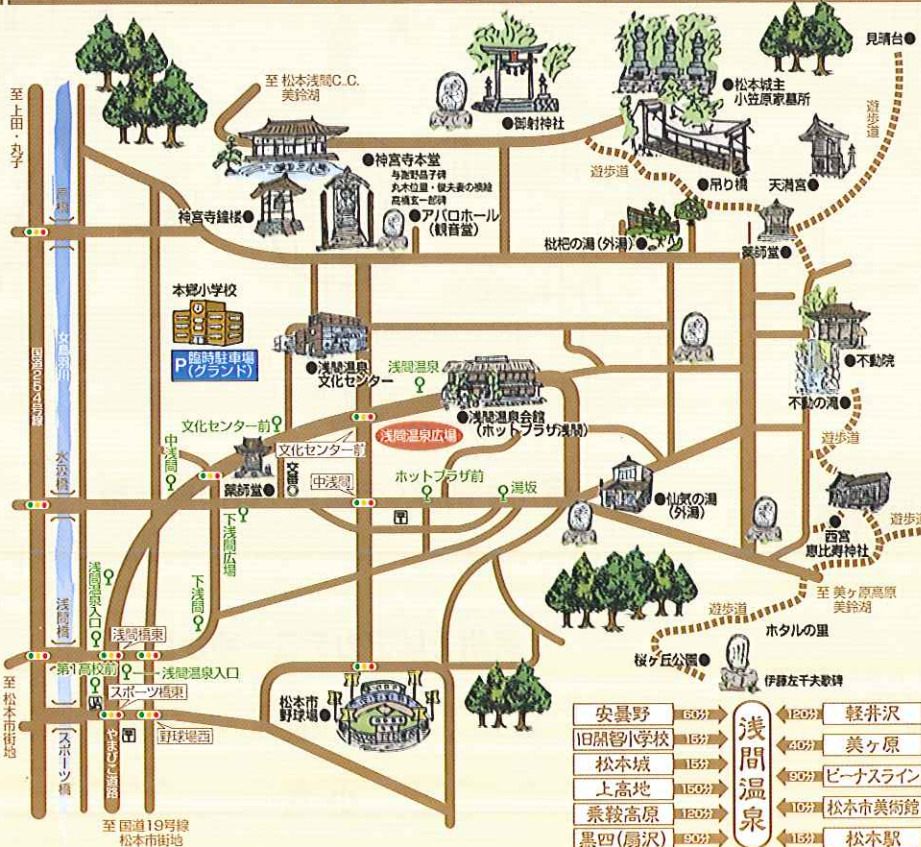 見晴台
至 松本浅間C.C.
美鈴湖
至上田・丸子
御射神社
松本城主
小笠原家墓所
遊歩道
遊歩道
神宮寺本堂
与謝野晶子碑
丸木位里・俊夫妻の襖絵
高橋玄一郎碑
吊り橋
天満宮
神宮寺鐘楼
アバロホール
(観音堂)
枇杷の湯(外湯)
薬師堂
原橋
本郷小学校
P 臨時駐車場
(グランド)
女鳥羽川
国道254号線
浅間温泉
文化センター
浅間温泉
不動院
浅間温泉会館
(ホットプラザ浅間)
不動の滝
文化センター前
浅間温泉広場
中浅間
文化センター前
遊歩道
水汲橋
薬師堂
交番
中浅間
ホットプラザ前
湯坂
仙気の湯
(外湯)
遊歩道
西宮
恵比寿神社
下浅間広場
浅間温泉入口
下浅間
至 美ヶ原高原
美鈴湖
遊歩道
浅間橋
浅間橋東
ホタルの里
桜ヶ丘公園
伊藤左千夫歌碑
第1高校前
浅間温泉入口
スポーツ橋東
至松本市街地
スポーツ橋
やまびこ道路
野球場西
松本市
野球場
至 国道19号線
松本市街地
安曇野 60分
旧開智小学校 15分
松本城 15分
上高地 150分
乗鞍高原 120分
黒四(扇沢) 90分
浅間温泉
120分 軽井沢
40分 美ヶ原
90分 ビーナスライン
10分 松本市美術館
15分 松本駅